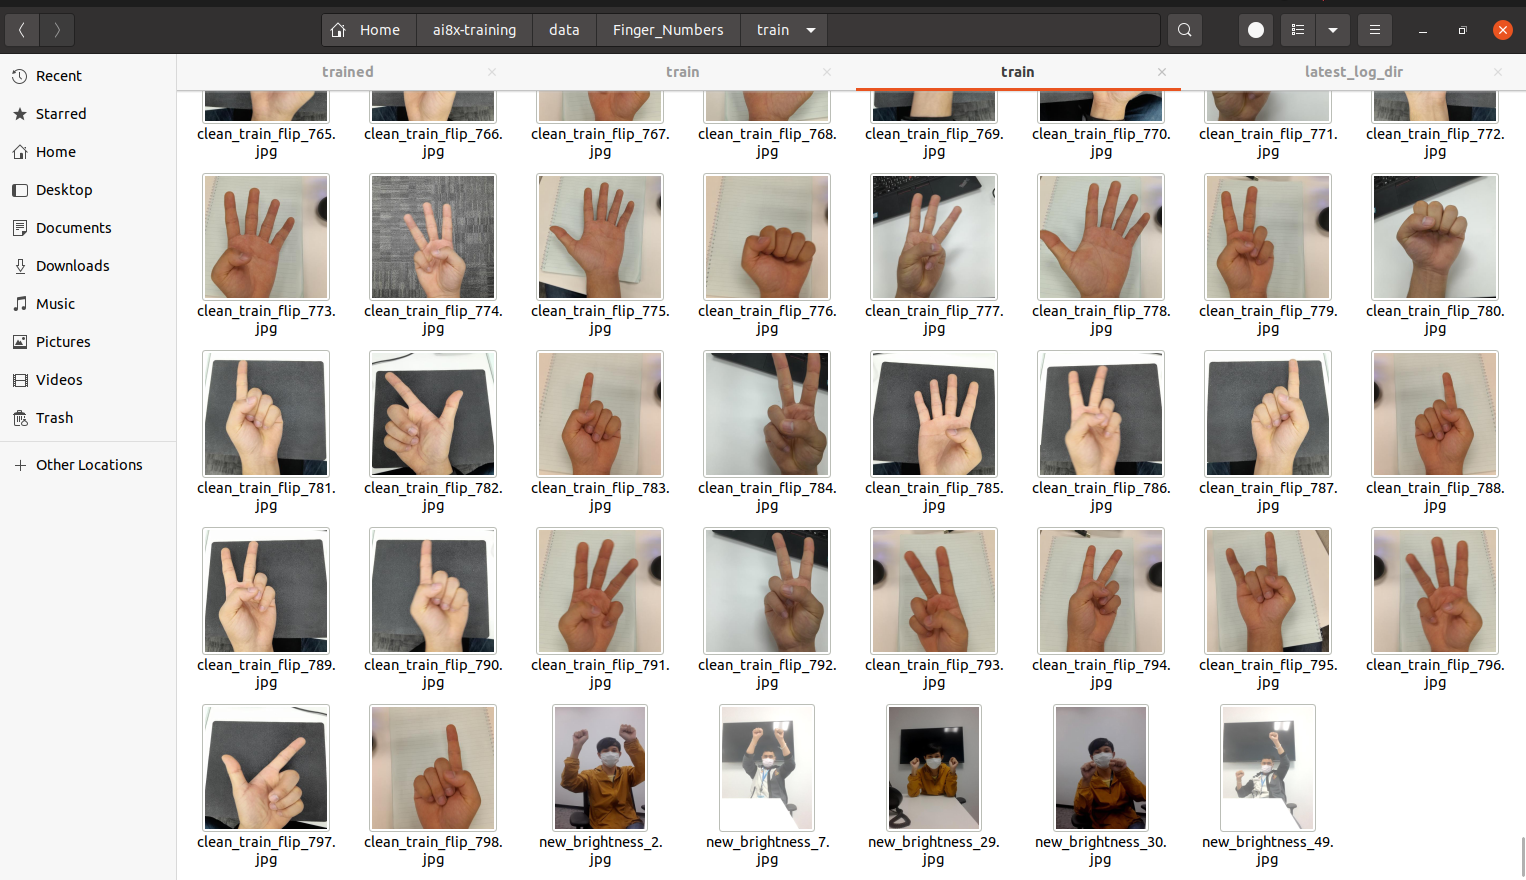 Home ai8x-training data Finger_Numbers train
trained train train latest_log_dir
Recent
Starred
Home
Desktop
Documents
Downloads
Music
Pictures
Videos
Trash
Other Locations
clean_train_flip_765. clean_train_flip_766. clean_train_flip_767. clean_train_flip_768. clean_train_flip_769. clean_train_flip_770. clean_train_flip_771. clean_train_flip_772.
jpg jpg jpg jpg jpg jpg jpg jpg
clean_train_flip_773. clean_train_flip_774. clean_train_flip_775. clean_train_flip_776. clean_train_flip_777. clean_train_flip_778. clean_train_flip_779. clean_train_flip_780.
jpg jpg jpg jpg jpg jpg jpg jpg
clean_train_flip_781. clean_train_flip_782. clean_train_flip_783. clean_train_flip_784. clean_train_flip_785. clean_train_flip_786. clean_train_flip_787. clean_train_flip_788.
jpg jpg jpg jpg jpg jpg jpg jpg
clean_train_flip_789. clean_train_flip_790. clean_train_flip_791. clean_train_flip_792. clean_train_flip_793. clean_train_flip_794. clean_train_flip_795. clean_train_flip_796.
jpg jpg jpg jpg jpg jpg jpg jpg
clean_train_flip_797. clean_train_flip_798. new_brightness_2. new_brightness_7. new_brightness_29. new_brightness_30. new_brightness_49.
jpg jpg jpg jpg jpg jpg jpg